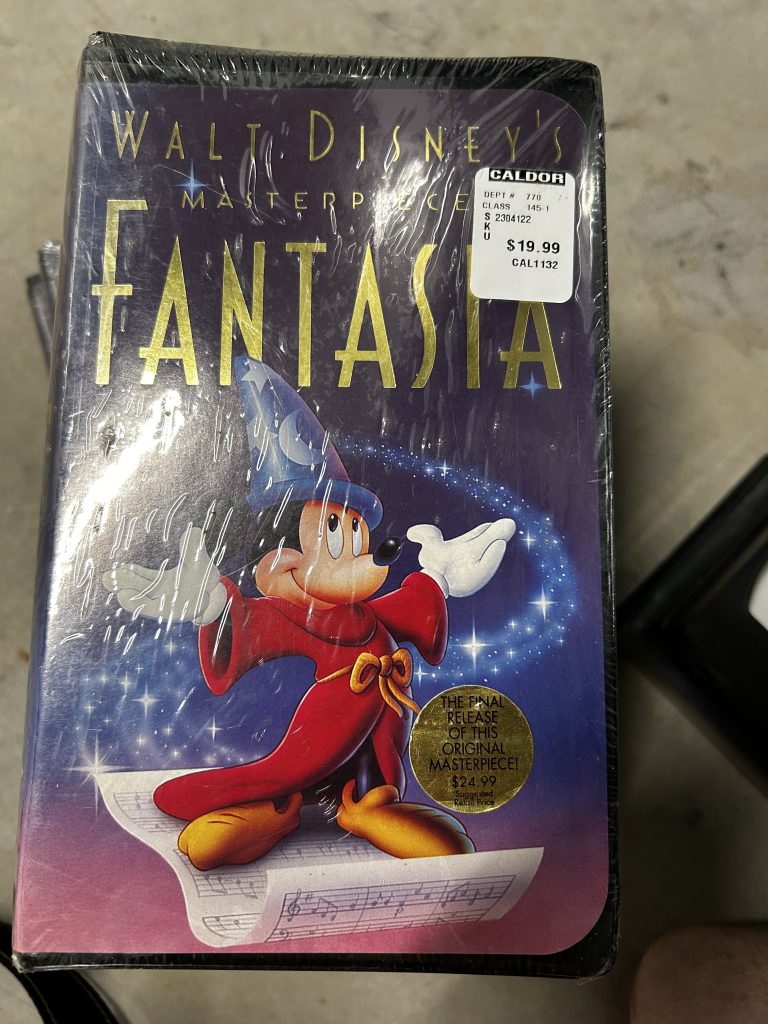 WALT DISNEY'S
MASTERPIECE
FANTASIA
CALDOR
DEPT # 770
CLASS 145-1
SKU 2304122
$19.99
CAL1132
THE FINAL
RELEASE
OF THIS
ORIGINAL
MASTERPIECE!
$24.99
Suggested
Retail Price